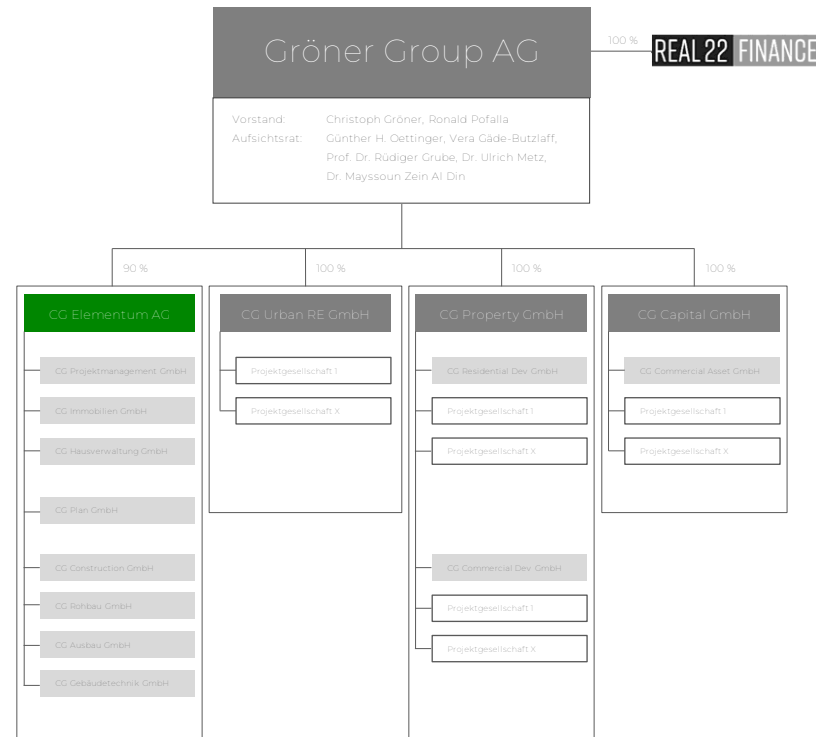 Gröner Group AG
100 %
REAL 22 FINANCE
Vorstand: Christoph Gröner, Ronald Pofalla
Aufsichtsrat: Günther H. Oettinger, Vera Gäde-Butzlaff,
Prof. Dr. Rüdiger Grube, Dr. Ulrich Metz,
Dr. Mayssoun Zein Al Din
90 %
100 %
100 %
100 %
CG Elementum AG
CG Projektmanagement GmbH
CG Immobilien GmbH
CG Hausverwaltung GmbH
CG Plan GmbH
CG Construction GmbH
CG Rohbau GmbH
CG Ausbau GmbH
CG Gebäudetechnik GmbH
CG Urban RE GmbH
Projektgesellschaft 1
Projektgesellschaft X
CG Property GmbH
CG Residential Dev GmbH
Projektgesellschaft 1
Projektgesellschaft X
CG Commercial Dev GmbH
Projektgesellschaft 1
Projektgesellschaft X
CG Capital GmbH
CG Commercial Asset GmbH
Projektgesellschaft 1
Projektgesellschaft X